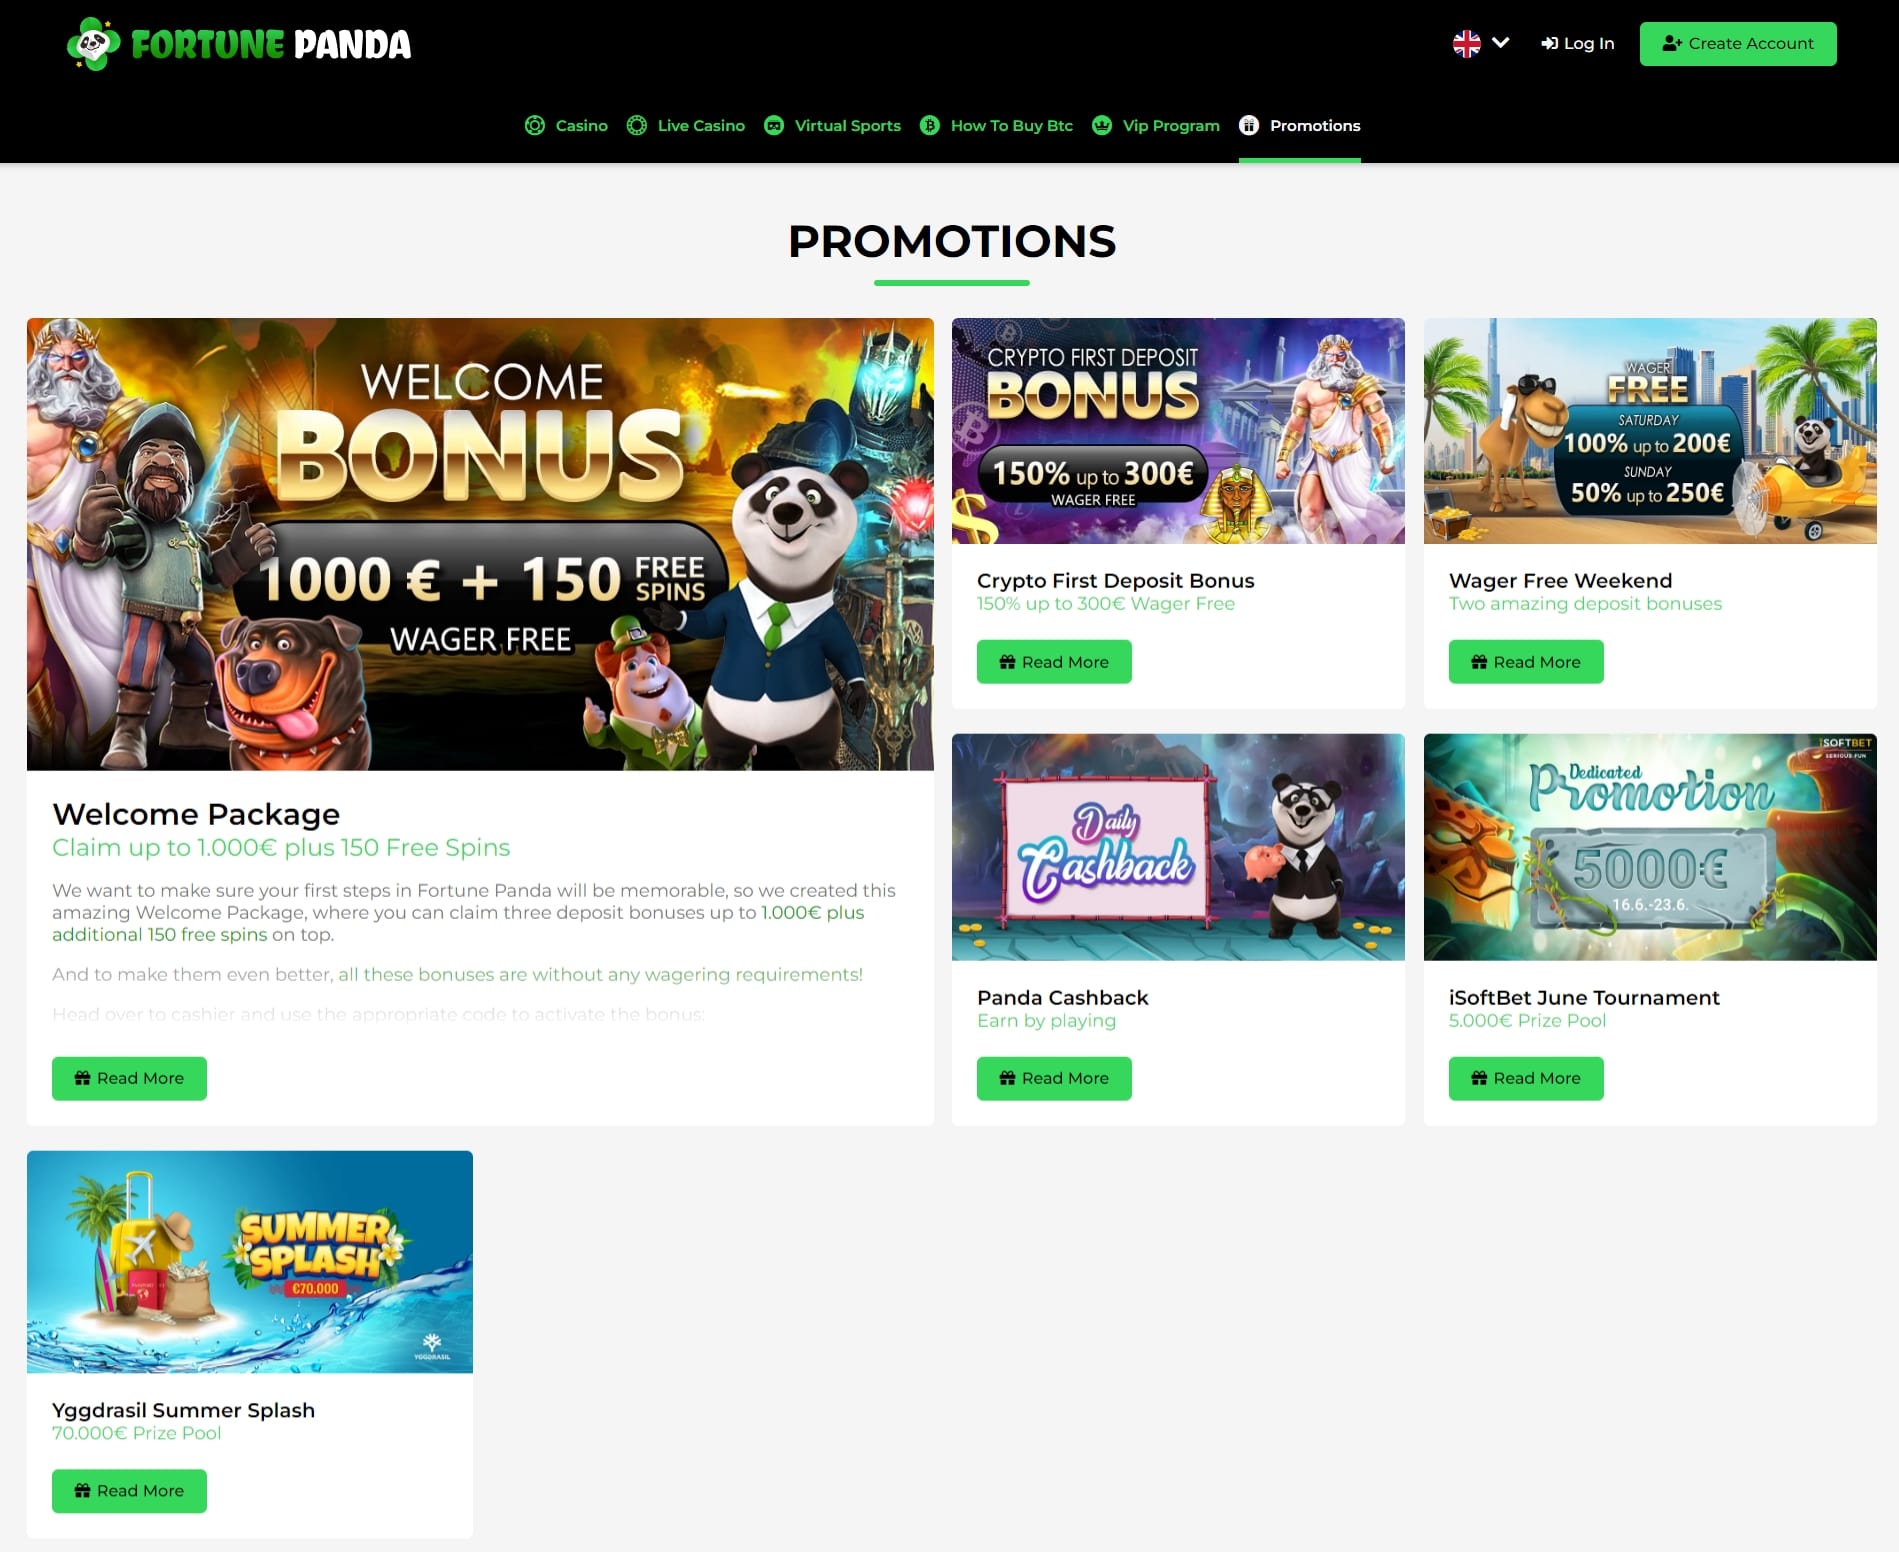 FORTUNE PANDA
Log In
Create Account
Casino
Live Casino
Virtual Sports
How To Buy Btc
Vip Program
Promotions
PROMOTIONS
WELCOME
BONUS
1000 € + 150 FREE SPINS
WAGER FREE
Welcome Package
Claim up to 1.000€ plus 150 Free Spins
We want to make sure your first steps in Fortune Panda will be memorable, so we created this
amazing Welcome Package, where you can claim three deposit bonuses up to 1.000€ plus
additional 150 free spins on top.
And to make them even better, all these bonuses are without any wagering requirements!
Head over to cashier and use the appropriate code to activate the bonus:
Read More
CRYPTO FIRST DEPOSIT
BONUS
150% up to 300€
WAGER FREE
Crypto First Deposit Bonus
150% up to 300€ Wager Free
Read More
WAGER
FREE
SATURDAY
100% up to 200€
SUNDAY
50% up to 250€
Wager Free Weekend
Two amazing deposit bonuses
Read More
Daily
Cashback
Panda Cashback
Earn by playing
Read More
iSOFTBET
SERIOUS FUN
Dedicated
Promotion
5000€
16.6.-23.6.
iSoftBet June Tournament
5.000€ Prize Pool
Read More
SUMMER
SPLASH
€70.000
YGGDRASIL
Yggdrasil Summer Splash
70.000€ Prize Pool
Read More